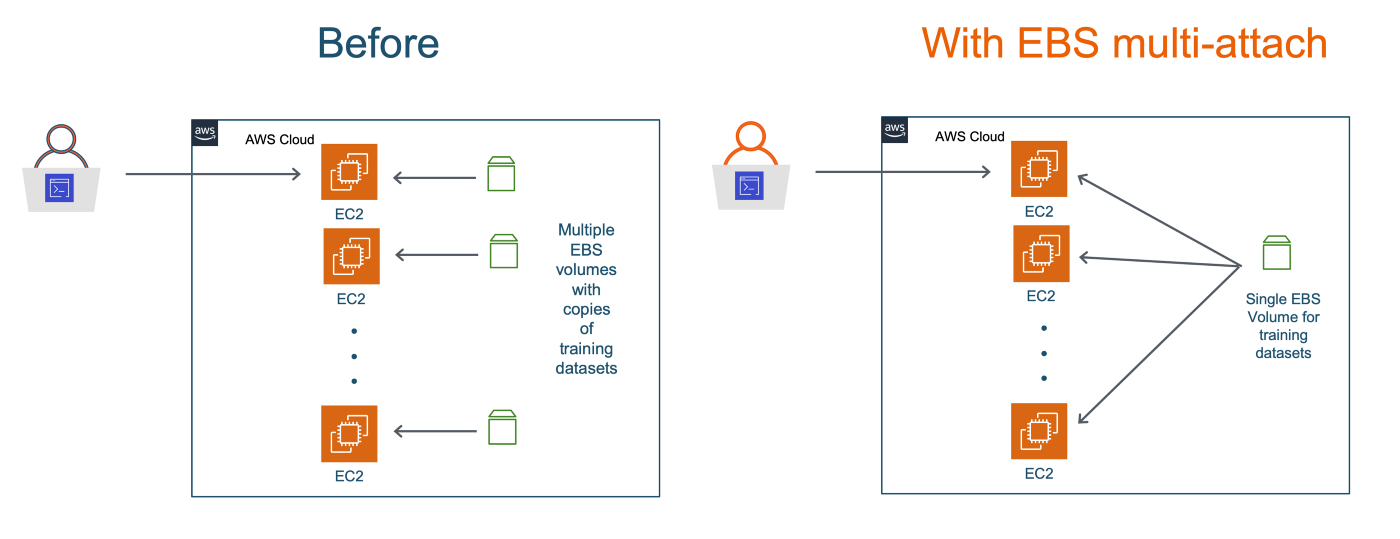 Before
With EBS multi-attach
aws
AWS Cloud
EC2
EC2
EC2
Multiple
EBS
volumes
with
copies
of
training
datasets
aws
AWS Cloud
EC2
EC2
EC2
Single EBS
Volume for
training
datasets